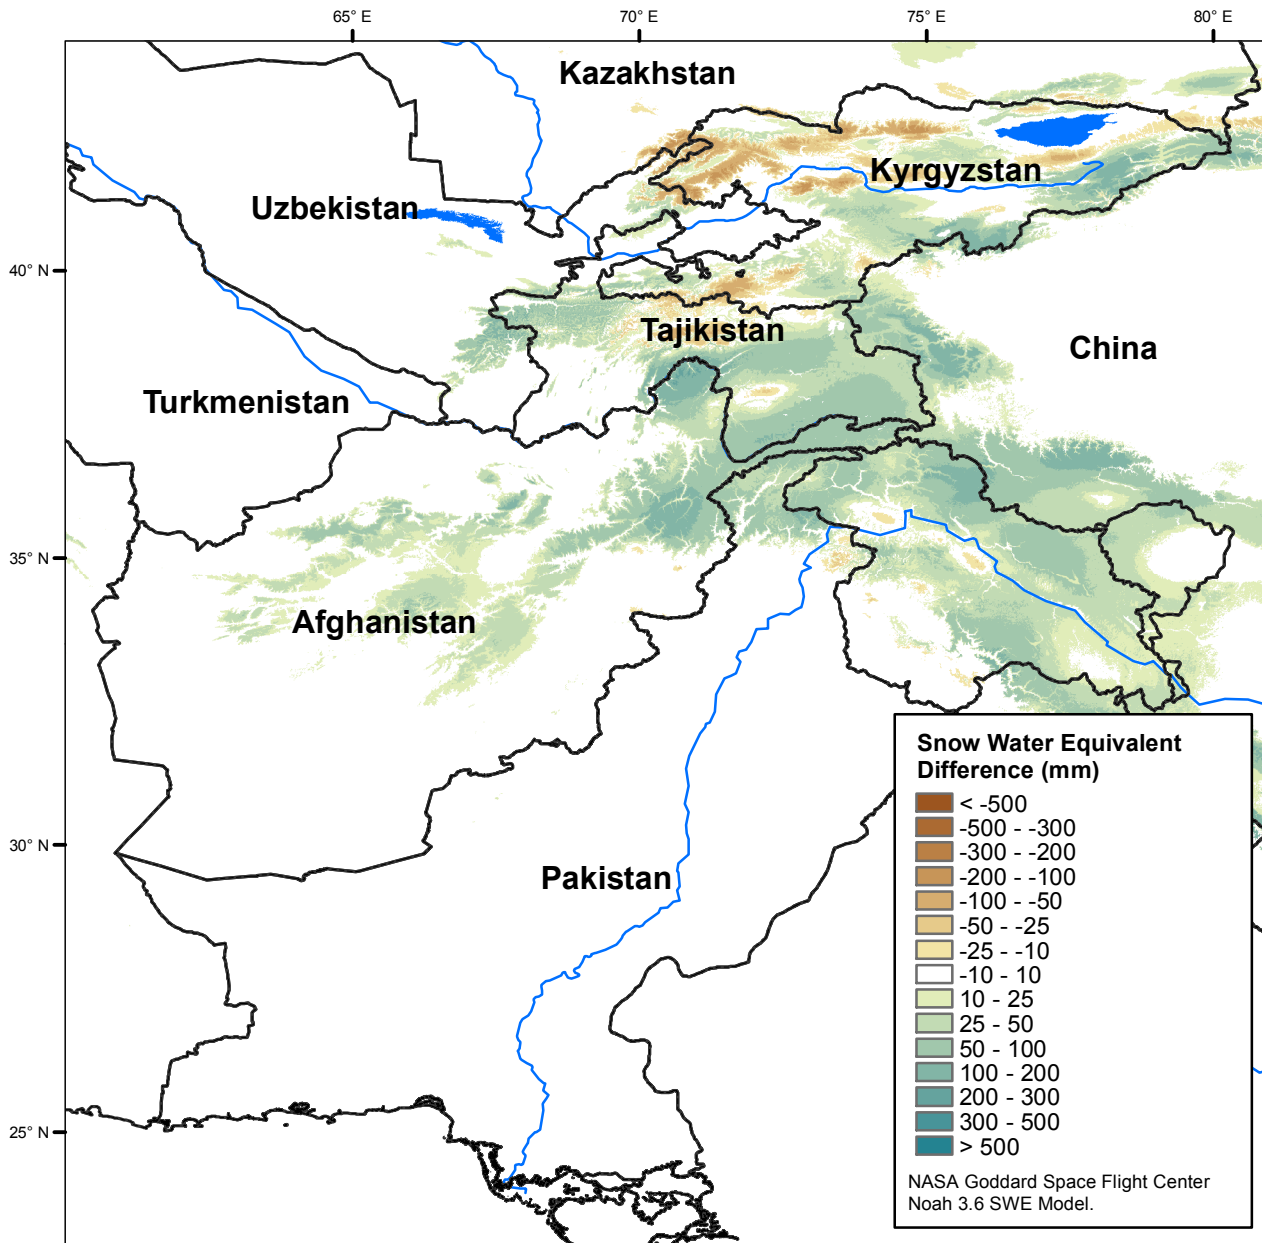 65° E
70° E
75° E
80° E
Kazakhstan
Kyrgyzstan
Uzbekistan
40° N
Tajikistan
China
Turkmenistan
35° N
Afghanistan
Snow Water Equivalent
Difference (mm)
< -500
-500 - -300
-300 - -200
-200 - -100
-100 - -50
-50 - -25
-25 - -10
-10 - 10
10 - 25
25 - 50
50 - 100
100 - 200
200 - 300
300 - 500
> 500
NASA Goddard Space Flight Center
Noah 3.6 SWE Model.
30° N
Pakistan
25° N